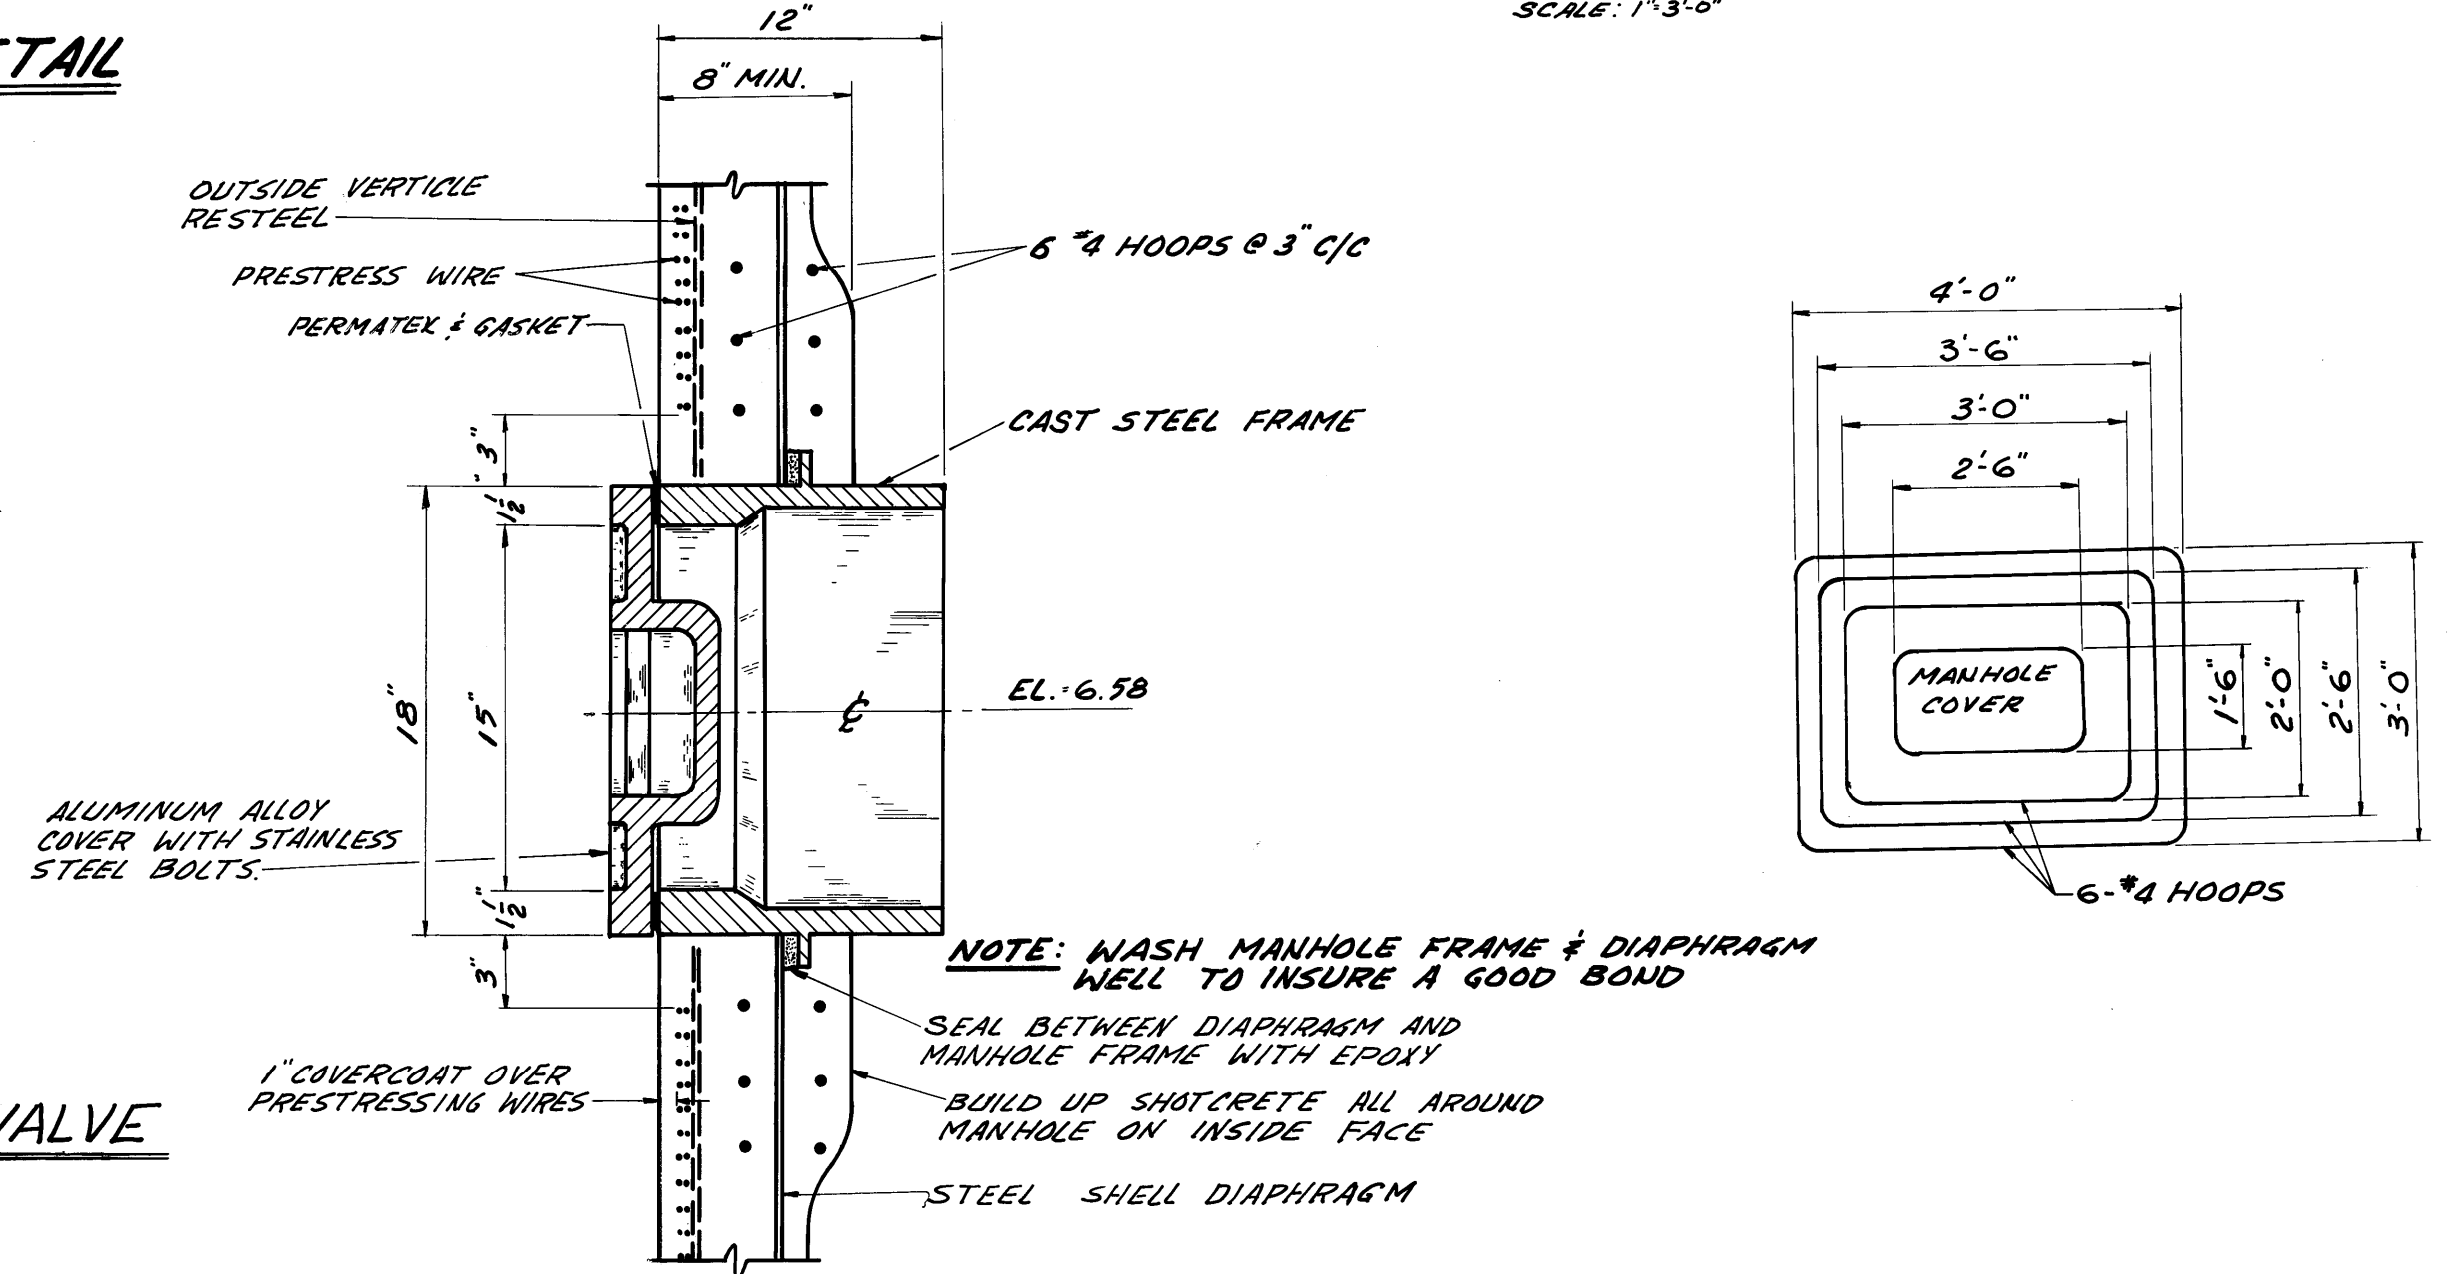 SCALE: 1"=3'-0"
TAIL
12"
8" MIN.
OUTSIDE VERTICLE
RESTEEL
PRESTRESS WIRE
PERMATEX & GASKET
6 #4 HOOPS @ 3" C/C
CAST STEEL FRAME
3"
1½"
18"
15"
1½"
3"
EL.=6.58
℄
ALUMINUM ALLOY
COVER WITH STAINLESS
STEEL BOLTS.
NOTE: WASH MANHOLE FRAME & DIAPHRAGM
WELL TO INSURE A GOOD BOND
SEAL BETWEEN DIAPHRAGM AND
MANHOLE FRAME WITH EPOXY
1" COVERCOAT OVER
PRESTRESSING WIRES
BUILD UP SHOTCRETE ALL AROUND
MANHOLE ON INSIDE FACE
STEEL SHELL DIAPHRAGM
VALVE
4'-0"
3'-6"
3'-0"
2'-6"
MANHOLE
COVER
1'-6"
2'-0"
2'-6"
3'-0"
6-#4 HOOPS